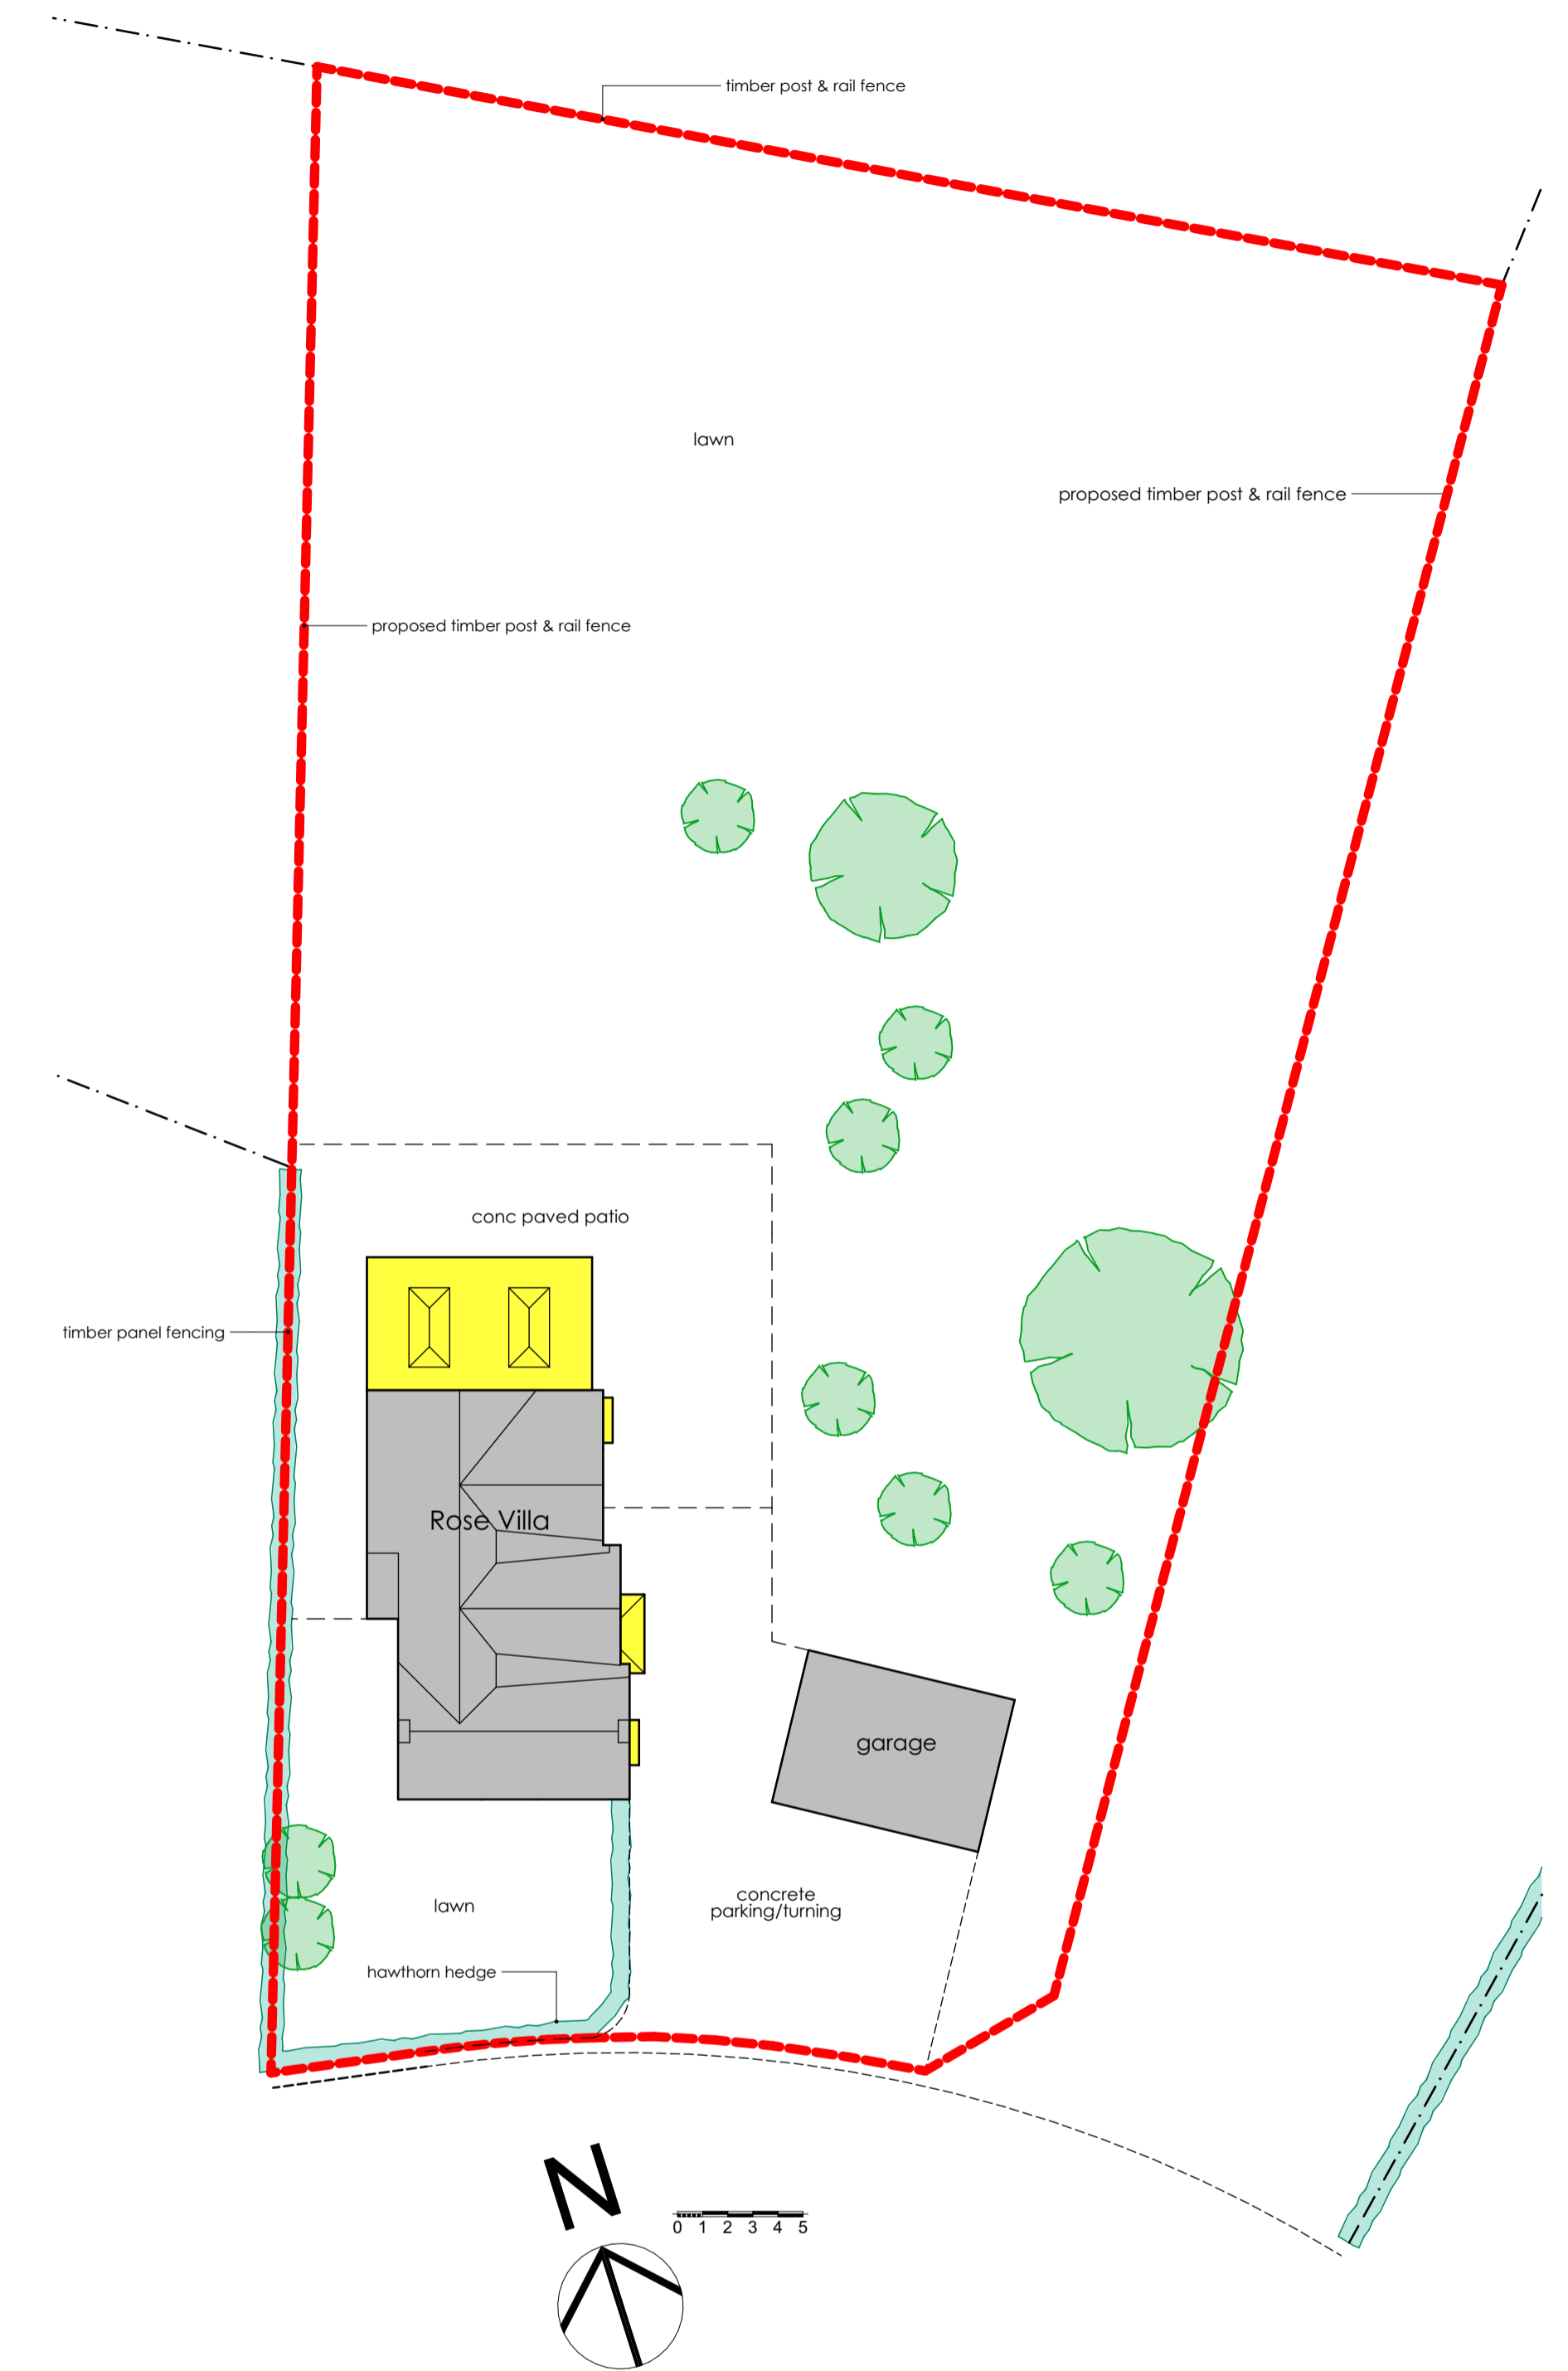 timber post & rail fence
lawn
proposed timber post & rail fence
proposed timber post & rail fence
conc paved patio
timber panel fencing
Rose Villa
garage
concrete
parking/turning
lawn
hawthorn hedge
N
0 1 2 3 4 5